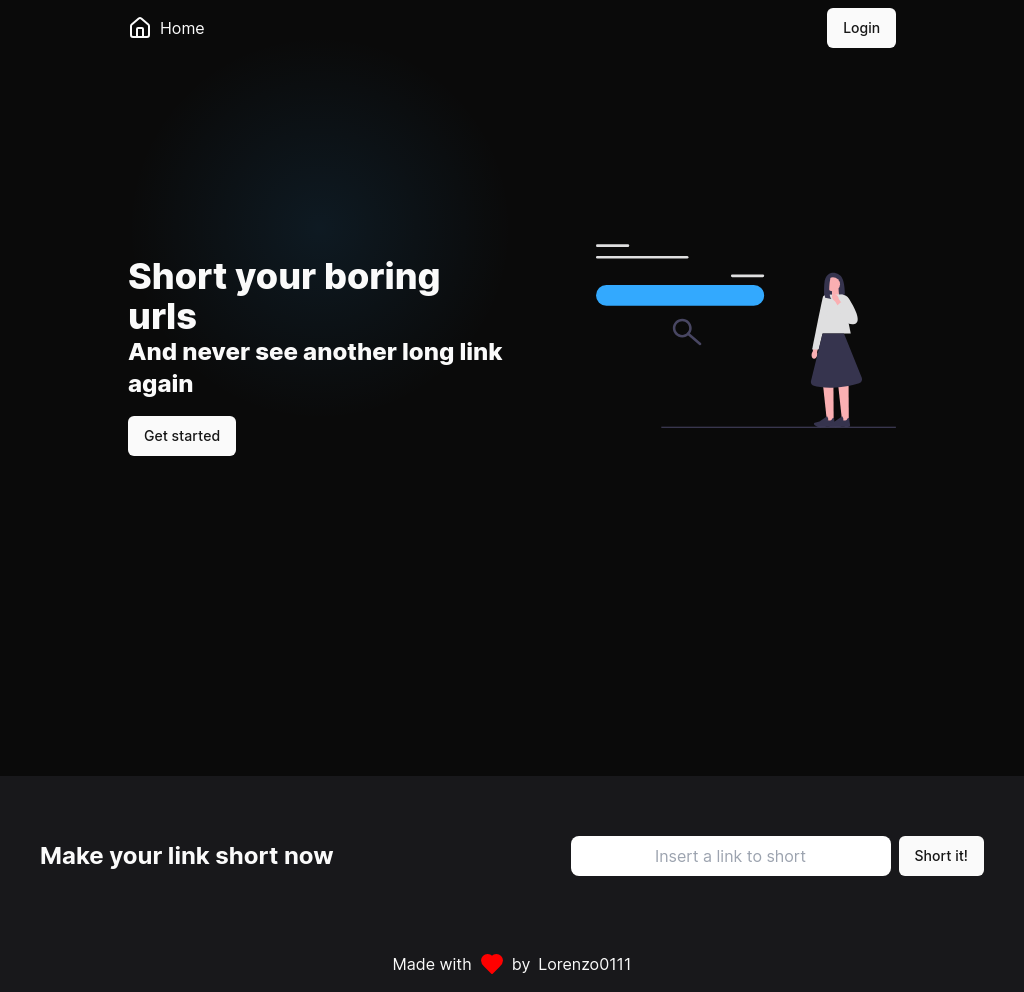 Home
Login
Short your boring
urls
And never see another long link
again
Get started
Make your link short now
Insert a link to short
Short it!
Made with by Lorenzo0111